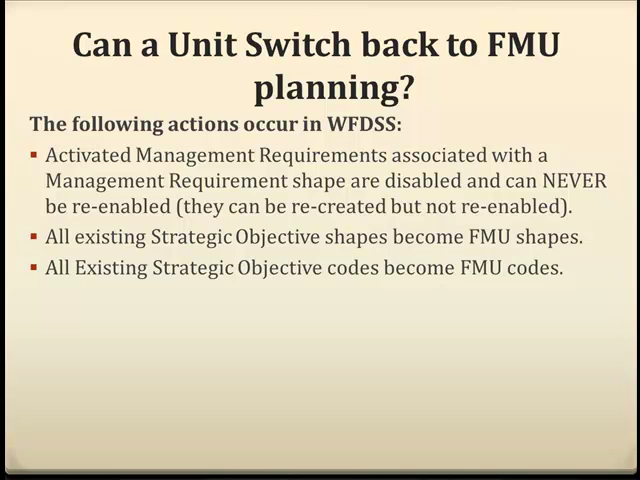 Can a Unit Switch back to FMU
planning?
The following actions occur in WFDSS:
▪ Activated Management Requirements associated with a
Management Requirement shape are disabled and can NEVER
be re-enabled (they can be re-created but not re-enabled).
▪ All existing Strategic Objective shapes become FMU shapes.
▪ All Existing Strategic Objective codes become FMU codes.